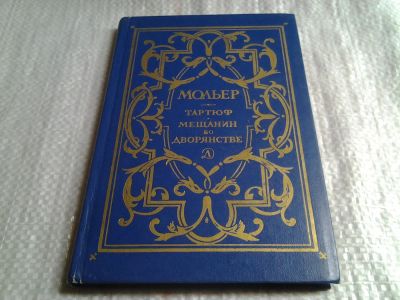 МОЛЬЕР
ТАРТЮФ
МЕЩАНИН
ВО
ДВОРЯНСТВЕ
Л